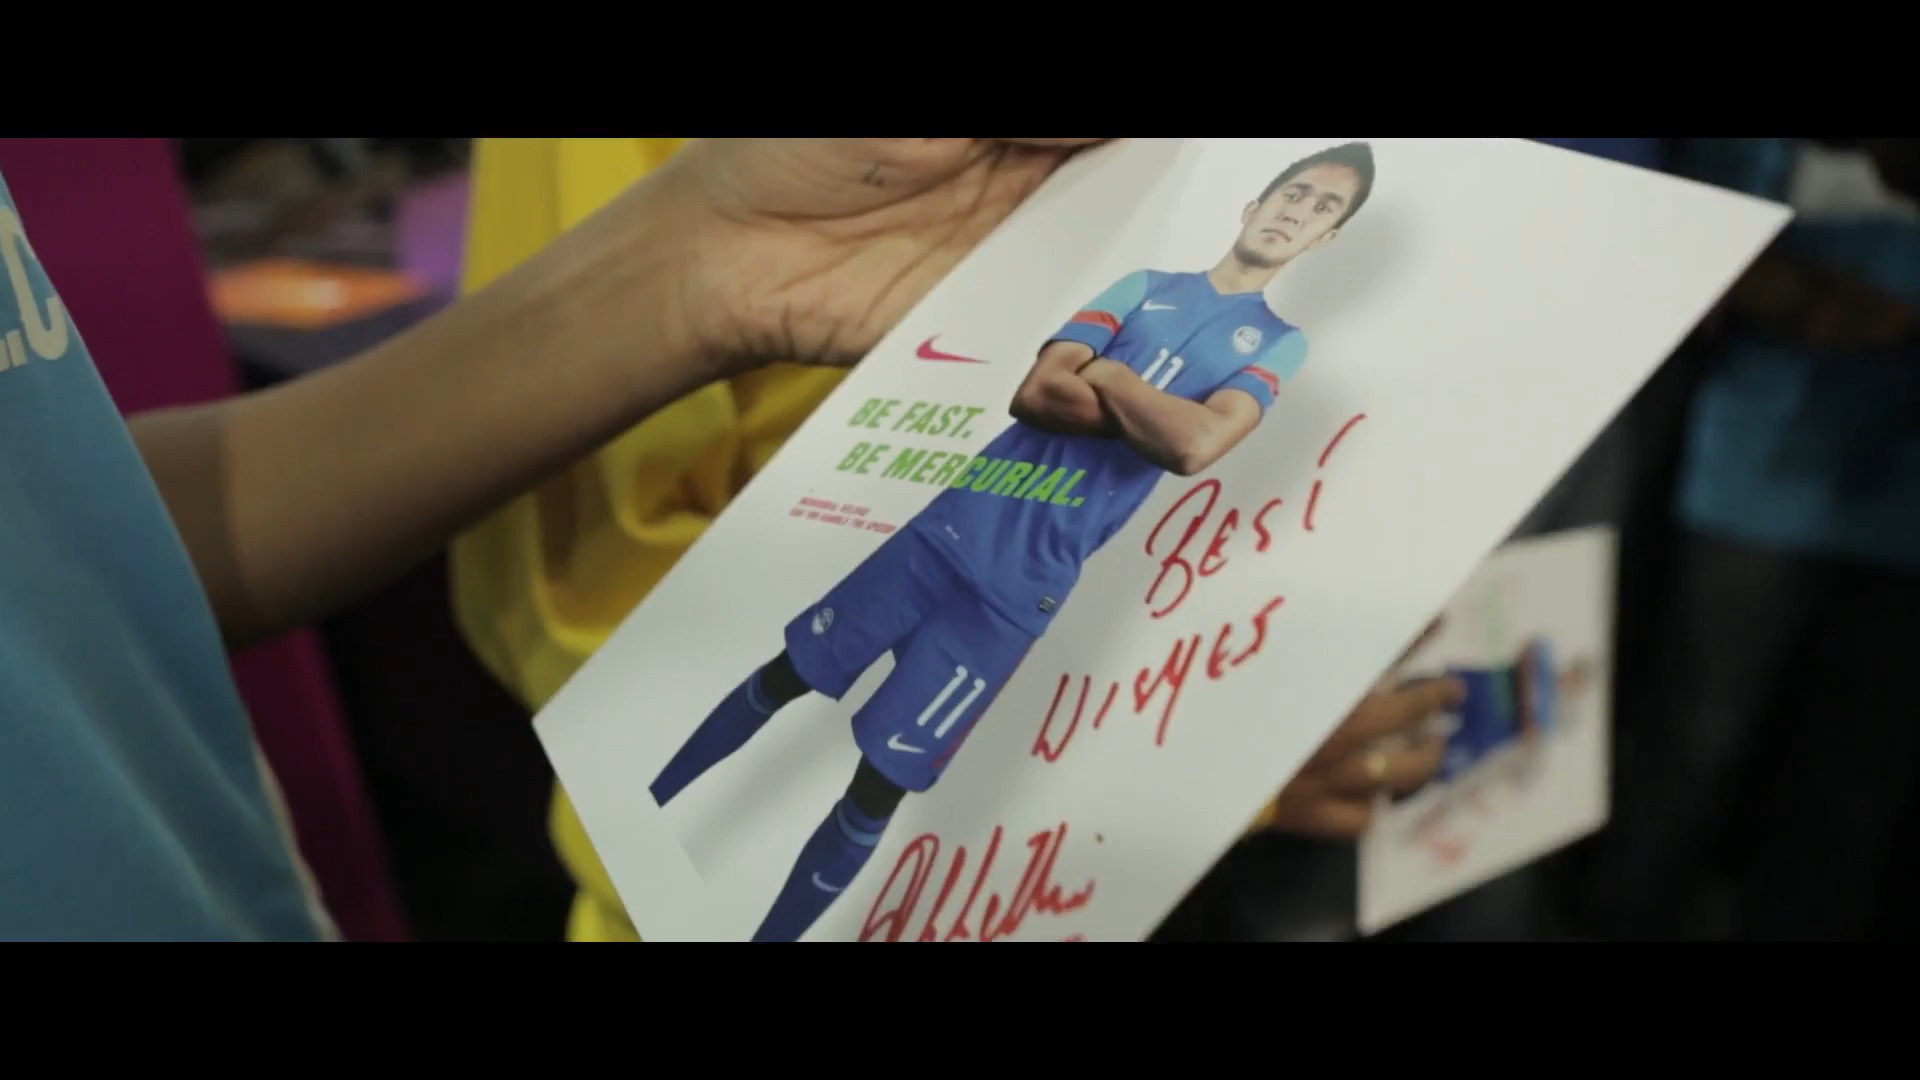 BE FAST.
BE MERCURIAL.
11
11
BEST
WISHES